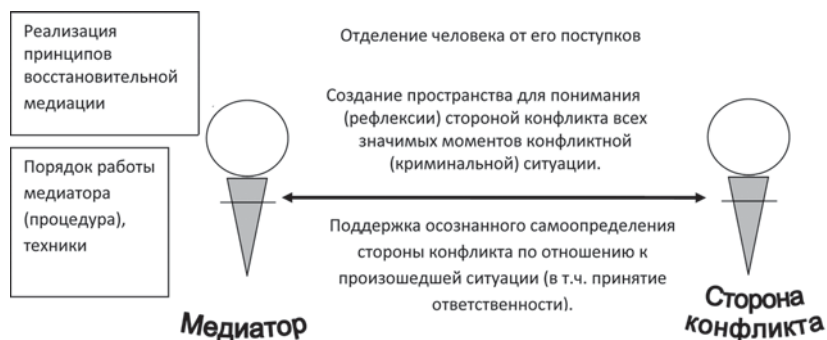 Реализация
принципов
восстановительной
медиации
Порядок работы
медиатора
(процедура),
техники
Отделение человека от его поступков
Создание пространства для понимания
(рефлексии) стороной конфликта всех
значимых моментов конфликтной
(криминальной) ситуации.
Поддержка осознанного самоопределения
стороны конфликта по отношению к
произошедшей ситуации (в т.ч. принятие
ответственности).
Медиатор
Сторона
конфликта